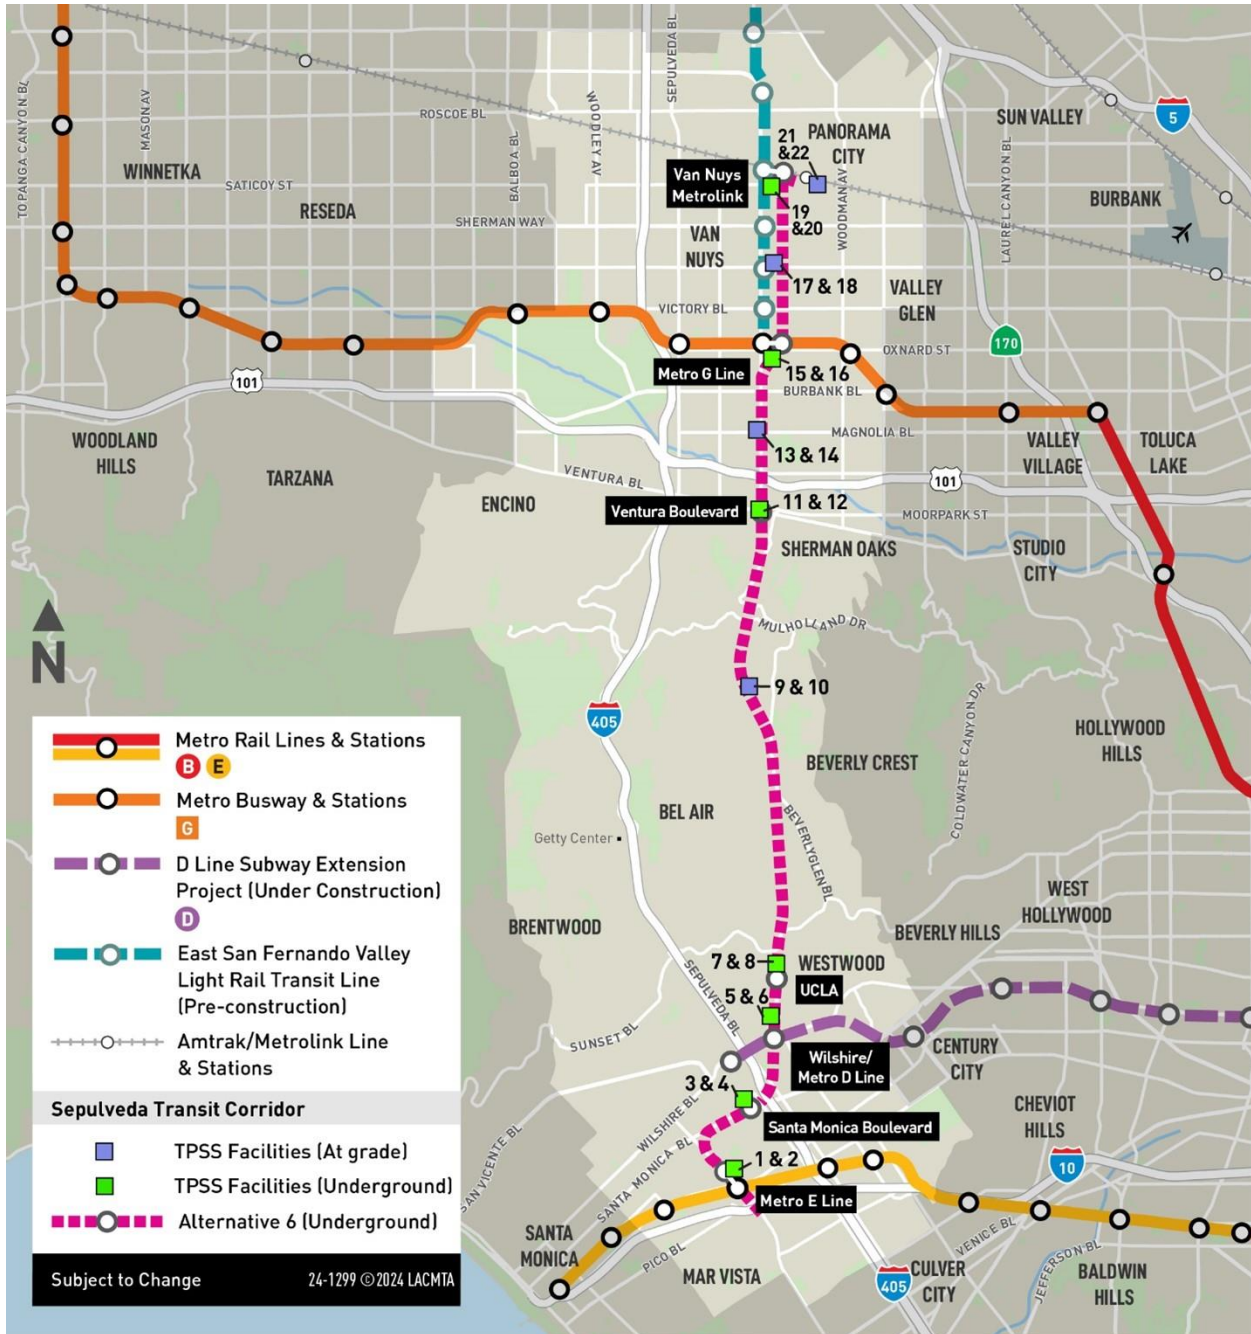 SEPULVEDA BL
5
TOPANGA CANYON BL
MASON AV
ROSCOE BL
BALBOA BL
WOODLEY AV
21
&22
PANORAMA
CITY
SUN VALLEY
LAUREL CANYON BL
WINNETKA
SATICOY ST
RESEDA
SHERMAN WAY
Van Nuys
Metrolink
19
&20
WOODMAN AV
BURBANK
VAN
NUYS
17 & 18
VALLEY
GLEN
VICTORY BL
OXNARD ST
170
Metro G Line
15 & 16
BURBANK BL
101
WOODLAND
HILLS
TARZANA
MAGNOLIA BL
13 & 14
VALLEY
VILLAGE
TOLUCA
LAKE
VENTURA BL
101
ENCINO
Ventura Boulevard
11 & 12
MOORPARK ST
SHERMAN OAKS
STUDIO
CITY
N
MULHOLLAND DR
9 & 10
COLDWATER CANYON DR
405
HOLLYWOOD
HILLS
BEVERLY CREST
BEL AIR
Getty Center
BEVERLY GLEN BL
WEST
HOLLYWOOD
BRENTWOOD
BEVERLY HILLS
7 & 8
WESTWOOD
UCLA
5 & 6
SEPULVEDA BL
SUNSET BL
Wilshire/
Metro D Line
CENTURY
CITY
3 & 4
WILSHIRE BL
Santa Monica Boulevard
CHEVIOT
HILLS
SAN VICENTE BL
SANTA MONICA BL
1 & 2
10
Metro E Line
SANTA
MONICA
PICO BL
MAR VISTA
VENICE BL
JEFFERSON BL
405
CULVER
CITY
BALDWIN
HILLS
Metro Rail Lines & Stations
B E
Metro Busway & Stations
G
D Line Subway Extension
Project (Under Construction)
D
East San Fernando Valley
Light Rail Transit Line
(Pre-construction)
Amtrak/Metrolink Line
& Stations
Sepulveda Transit Corridor
TPSS Facilities (At grade)
TPSS Facilities (Underground)
Alternative 6 (Underground)
Subject to Change 24-1299 ©2024 LACMTA